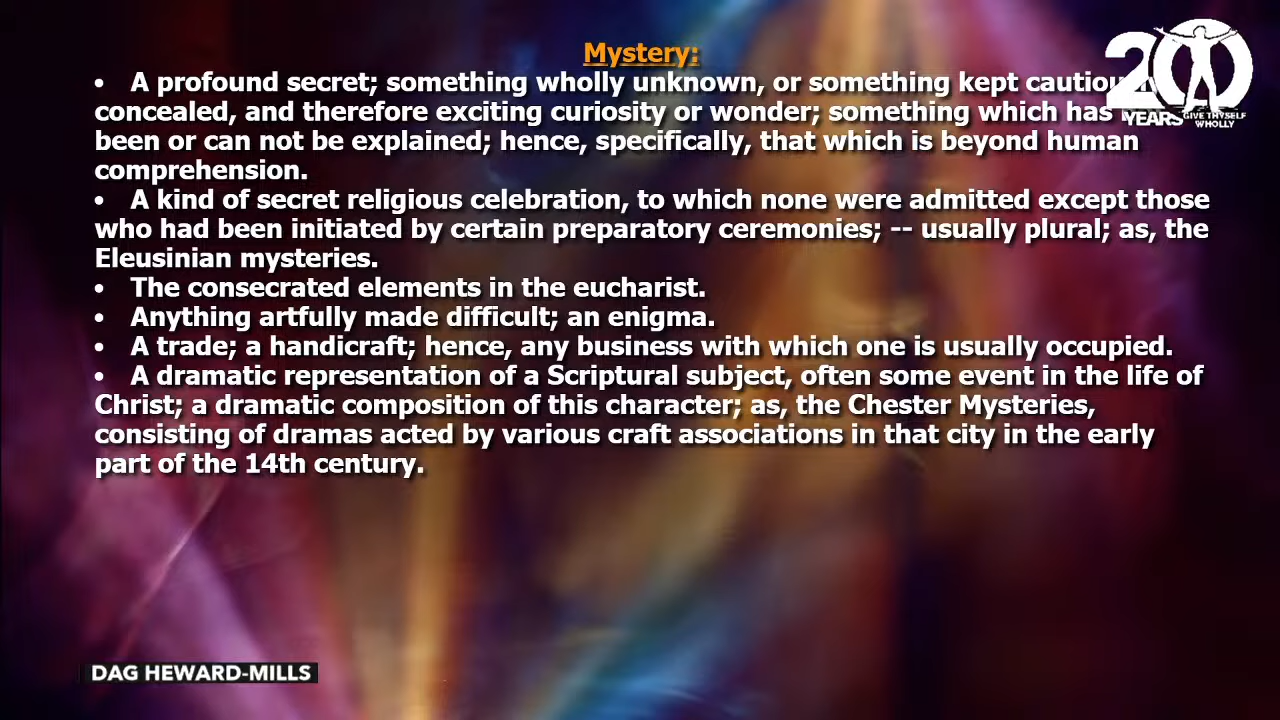 Mystery:
• A profound secret; something wholly unknown, or something kept
concealed, and therefore exciting curiosity or wonder; something which has
been or can not be explained; hence, specifically, that which is beyond human
comprehension.
• A kind of secret religious celebration, to which none were admitted except those
who had been initiated by certain preparatory ceremonies; -- usually plural; as, the
Eleusinian mysteries.
• The consecrated elements in the eucharist.
• Anything artfully made difficult; an enigma.
• A trade; a handicraft; hence, any business with which one is usually occupied.
• A dramatic representation of a Scriptural subject, often some event in the life of
Christ; a dramatic composition of this character; as, the Chester Mysteries,
consisting of dramas acted by various craft associations in that city in the early
part of the 14th century.
20
YEARS
GIVE THYSELF
WHOLLY
DAG HEWARD-MILLS